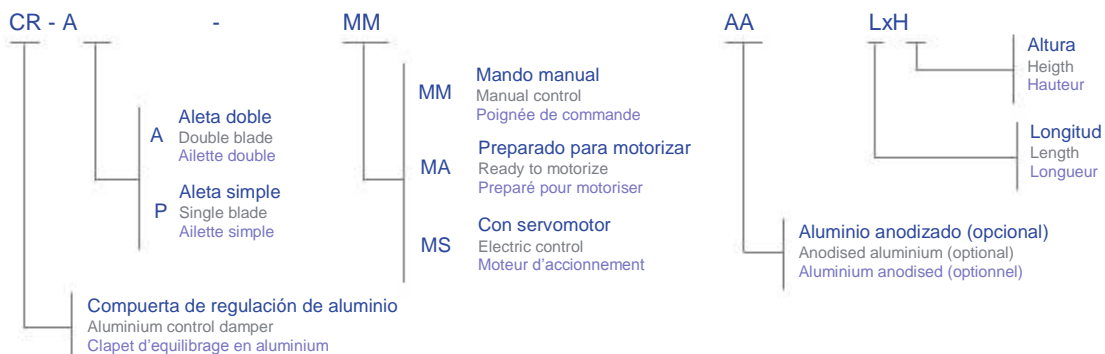 CR - A - MM AA LxH
Altura
Heigth
Hauteur
Longitud
Length
Longueur
MM
Mando manual
Manual control
Poignée de commande
MA
Preparado para motorizar
Ready to motorize
Preparé pour motoriser
MS
Con servomotor
Electric control
Moteur d'accionnement
A
Aleta doble
Double blade
Ailette double
P
Aleta simple
Single blade
Ailette simple
Aluminio anodizado (opcional)
Anodised aluminium (optional)
Aluminium anodised (optionnel)
Compuerta de regulación de aluminio
Aluminium control damper
Clapet d'equilibrage en aluminium